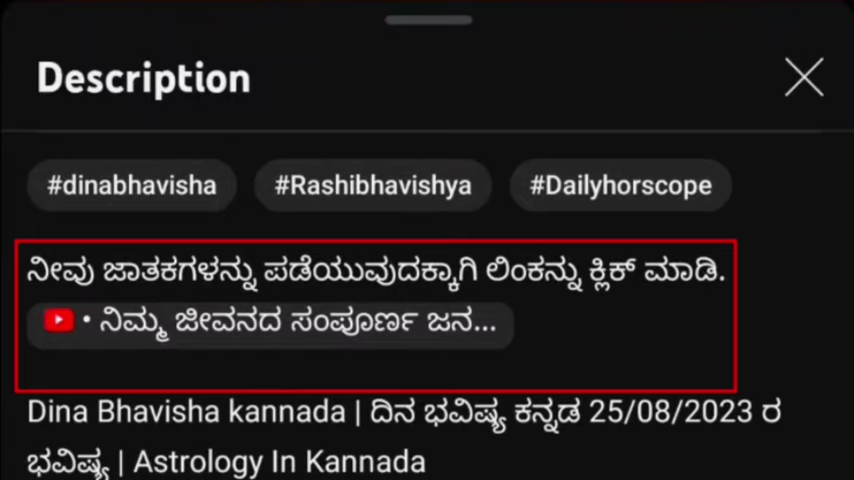 Description
#dinabhavisha #Rashibhavishya #Dailyhorscope
ನೀವು ಜಾತಕಗಳನ್ನು ಪಡೆಯುವುದಕ್ಕಾಗಿ ಲಿಂಕನ್ನು ಕ್ಲಿಕ್ ಮಾಡಿ.
• ನಿಮ್ಮ ಜೀವನದ ಸಂಪೂರ್ಣ ಜನ...
Dina Bhavisha kannada | ದಿನ ಭವಿಷ್ಯ ಕನ್ನಡ 25/08/2023 ರ
ಭವಿಷ್ಯ | Astrology In Kannada